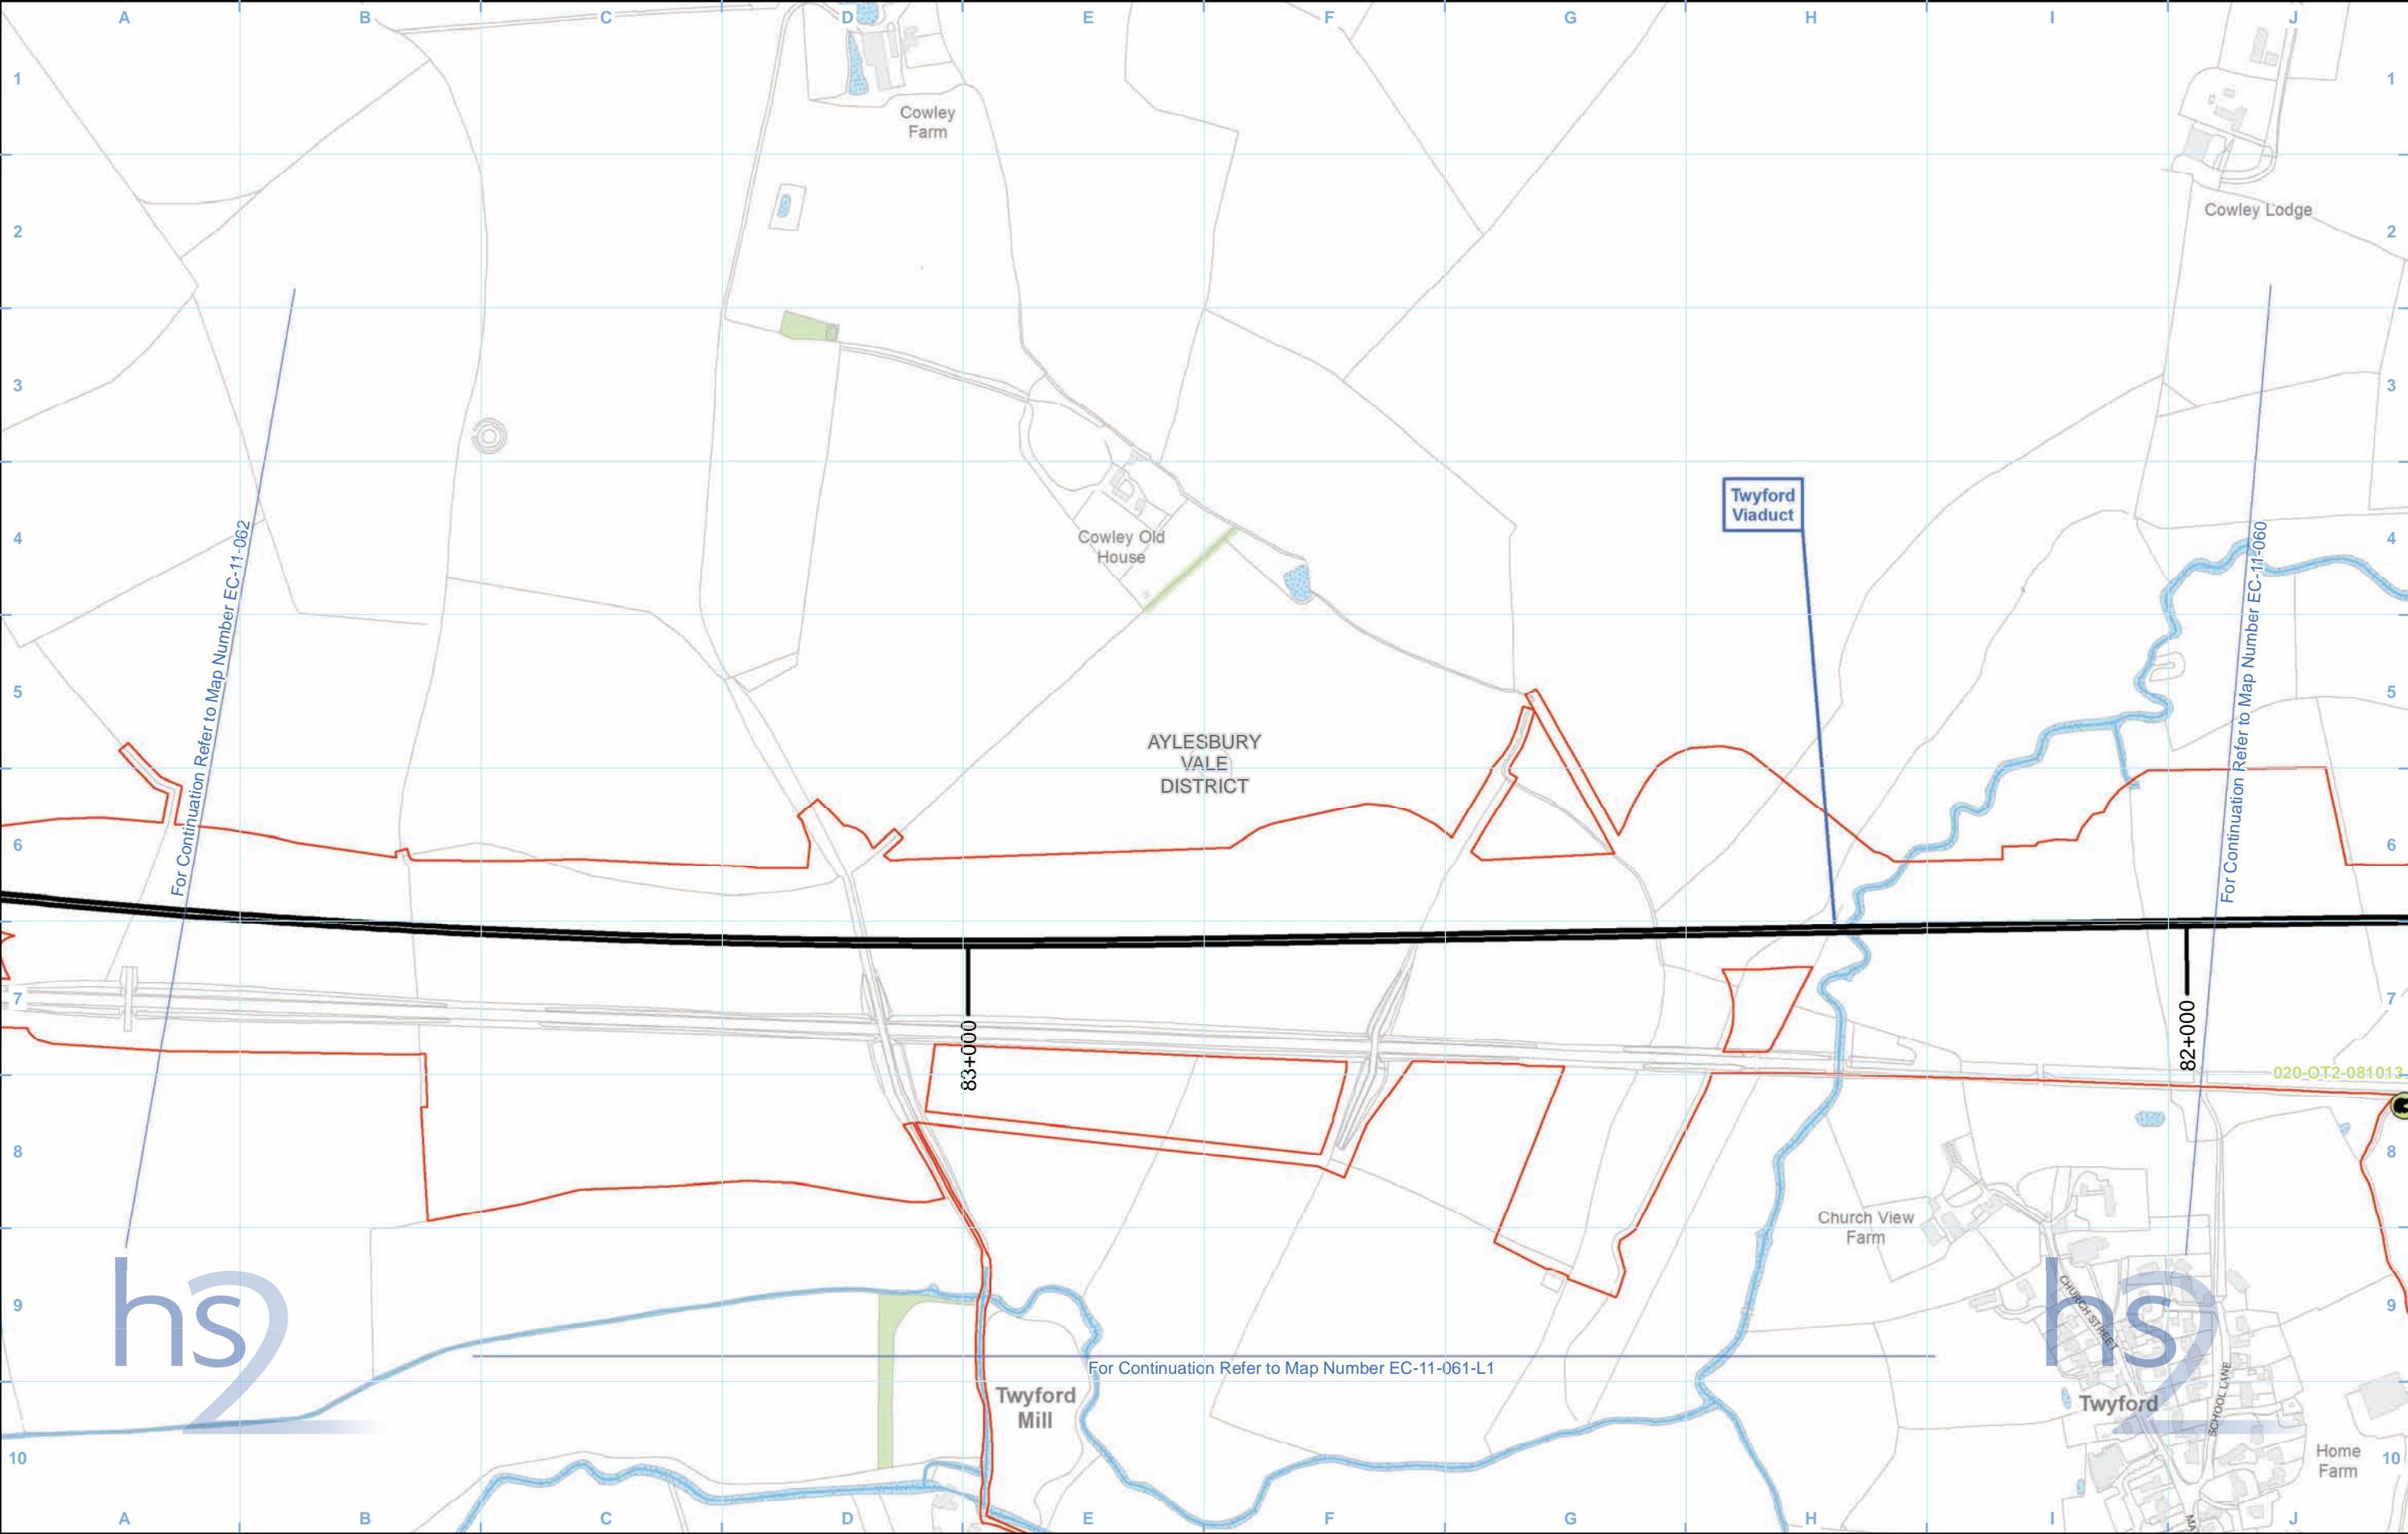 A B C D E F G H I J
1 1
Cowley
Farm
2 2
Cowley Lodge
3 3
Twyford
Viaduct
4 4
Cowley Old
House
For Continuation Refer to Map Number EC-11-062
For Continuation Refer to Map Number EC-11-060
5 5
AYLESBURY
VALE
DISTRICT
6 6
7 7
83+000
82+000
020-OT2-081013
8 8
Church View
Farm
hs2
hs2
CHURCH STREET
9 9
For Continuation Refer to Map Number EC-11-061-L1
Twyford
Mill
Twyford
SCHOOL LANE
Home
Farm
10 10
A B C D E F G H I J